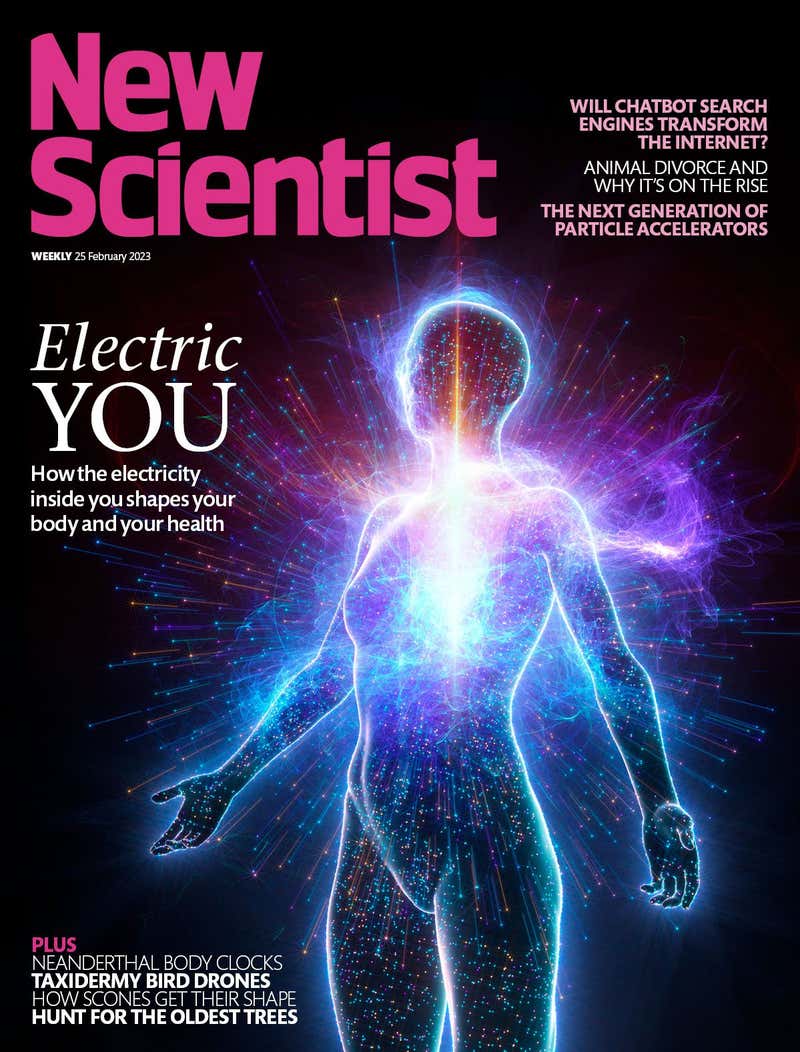 New
Scientist
WEEKLY 25 February 2023
WILL CHATBOT SEARCH
ENGINES TRANSFORM
THE INTERNET?
ANIMAL DIVORCE AND
WHY IT'S ON THE RISE
THE NEXT GENERATION OF
PARTICLE ACCELERATORS
Electric
YOU
How the electricity
inside you shapes your
body and your health
PLUS
NEANDERTHAL BODY CLOCKS
TAXIDERMY BIRD DRONES
HOW SCONES GET THEIR SHAPE
HUNT FOR THE OLDEST TREES